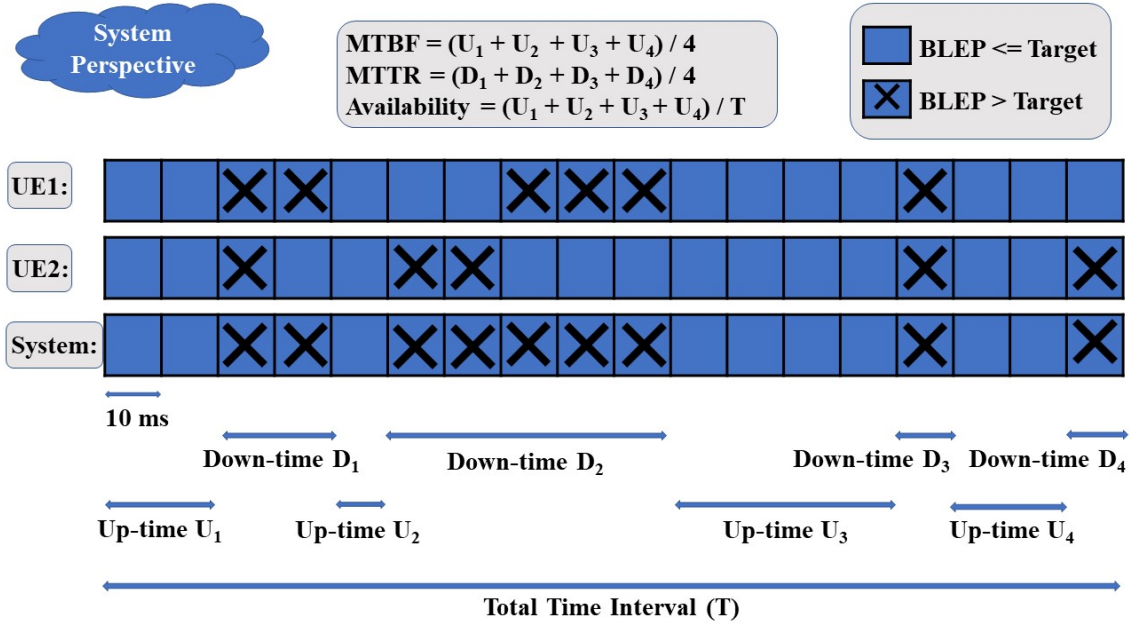 System
Perspective
MTBF = (U₁ + U₂ + U₃ + U₄) / 4
MTTR = (D₁ + D₂ + D₃ + D₄) / 4
Availability = (U₁ + U₂ + U₃ + U₄) / T
BLEP <= Target
BLEP > Target
UE1:
UE2:
System:
10 ms
Down-time D₁
Down-time D₂
Down-time D₃
Down-time D₄
Up-time U₁
Up-time U₂
Up-time U₃
Up-time U₄
Total Time Interval (T)